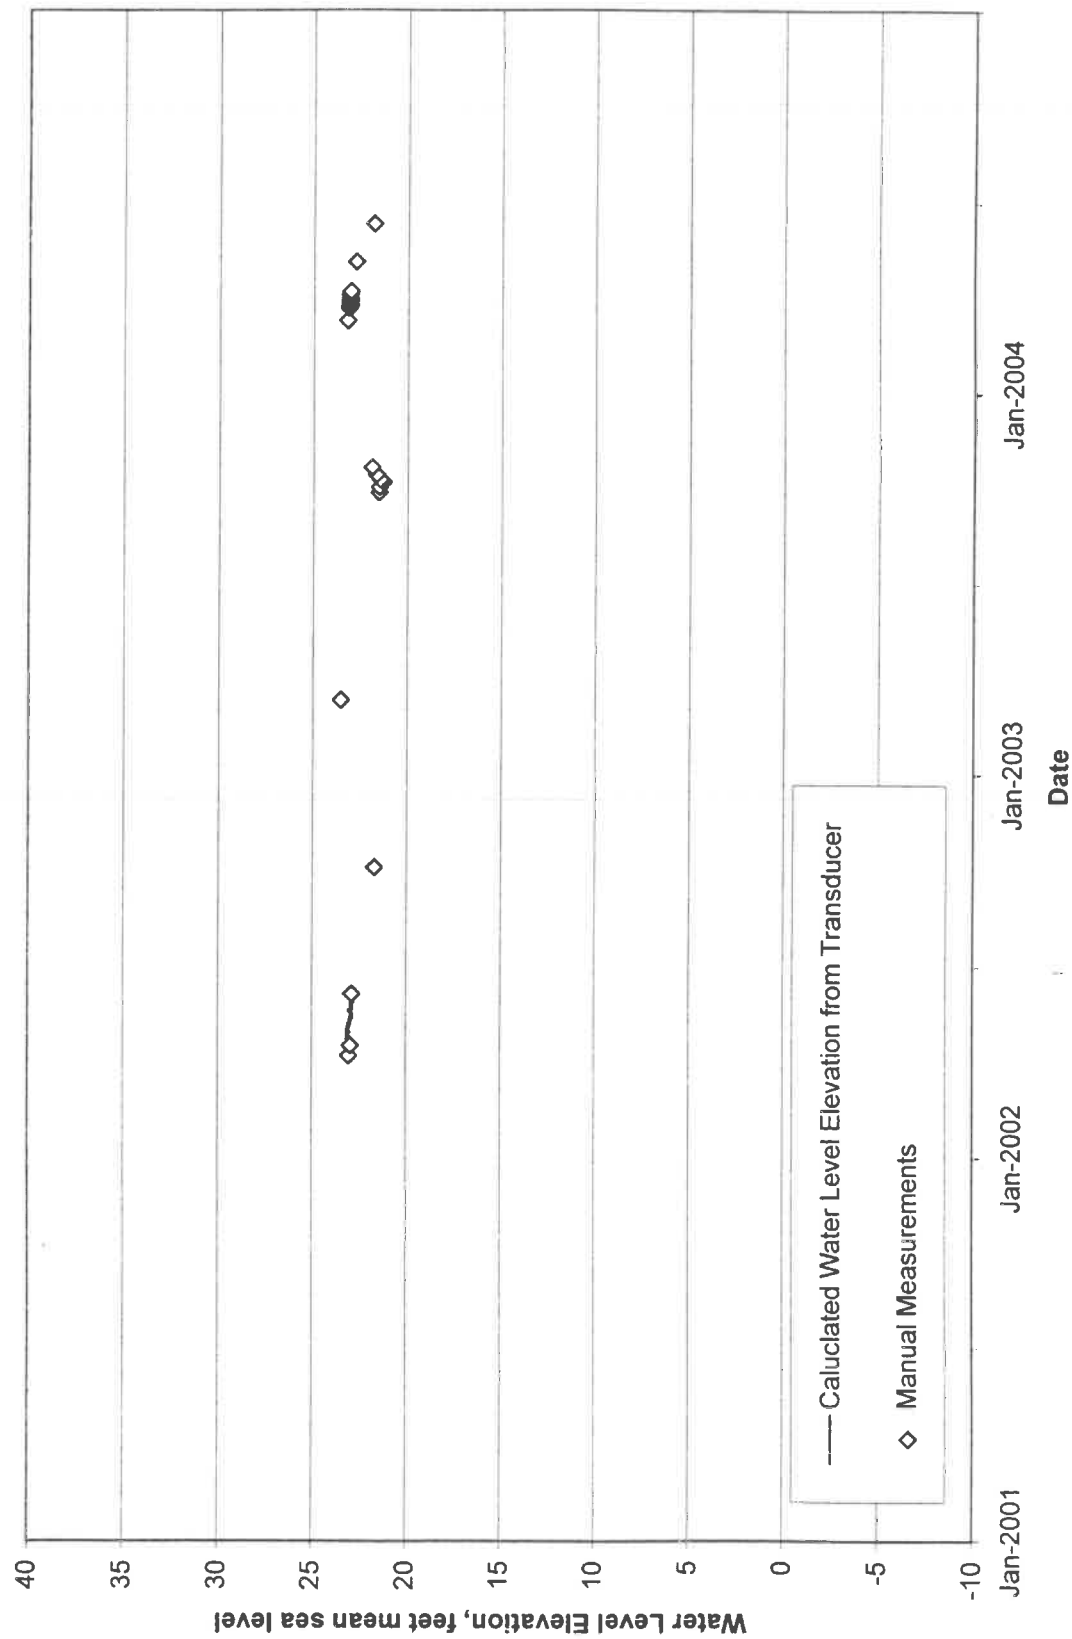 40
35
30
25
20
15
10
5
0
-5
-10
Water Level Elevation, feet mean sea level
Jan-2001
Jan-2002
Jan-2003
Jan-2004
Date
Caluclated Water Level Elevation from Transducer
Manual Measurements